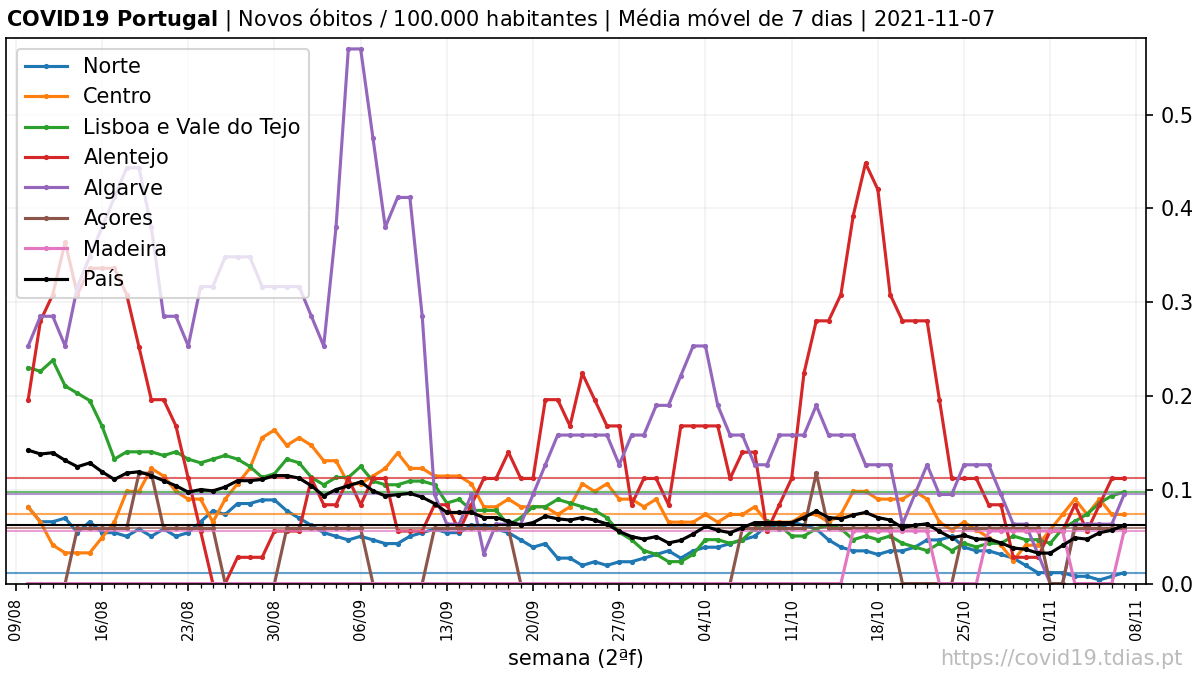 COVID19 Portugal | Novos óbitos / 100.000 habitantes | Média móvel de 7 dias | 2021-11-07
Norte
Centro
Lisboa e Vale do Tejo
Alentejo
Algarve
Açores
Madeira
País
0.5
0.4
0.3
0.2
0.1
0.0
09/08 16/08 23/08 30/08 06/09 13/09 20/09 27/09 04/10 11/10 18/10 25/10 01/11 08/11
semana (2ªf)
https://covid19.tdias.pt